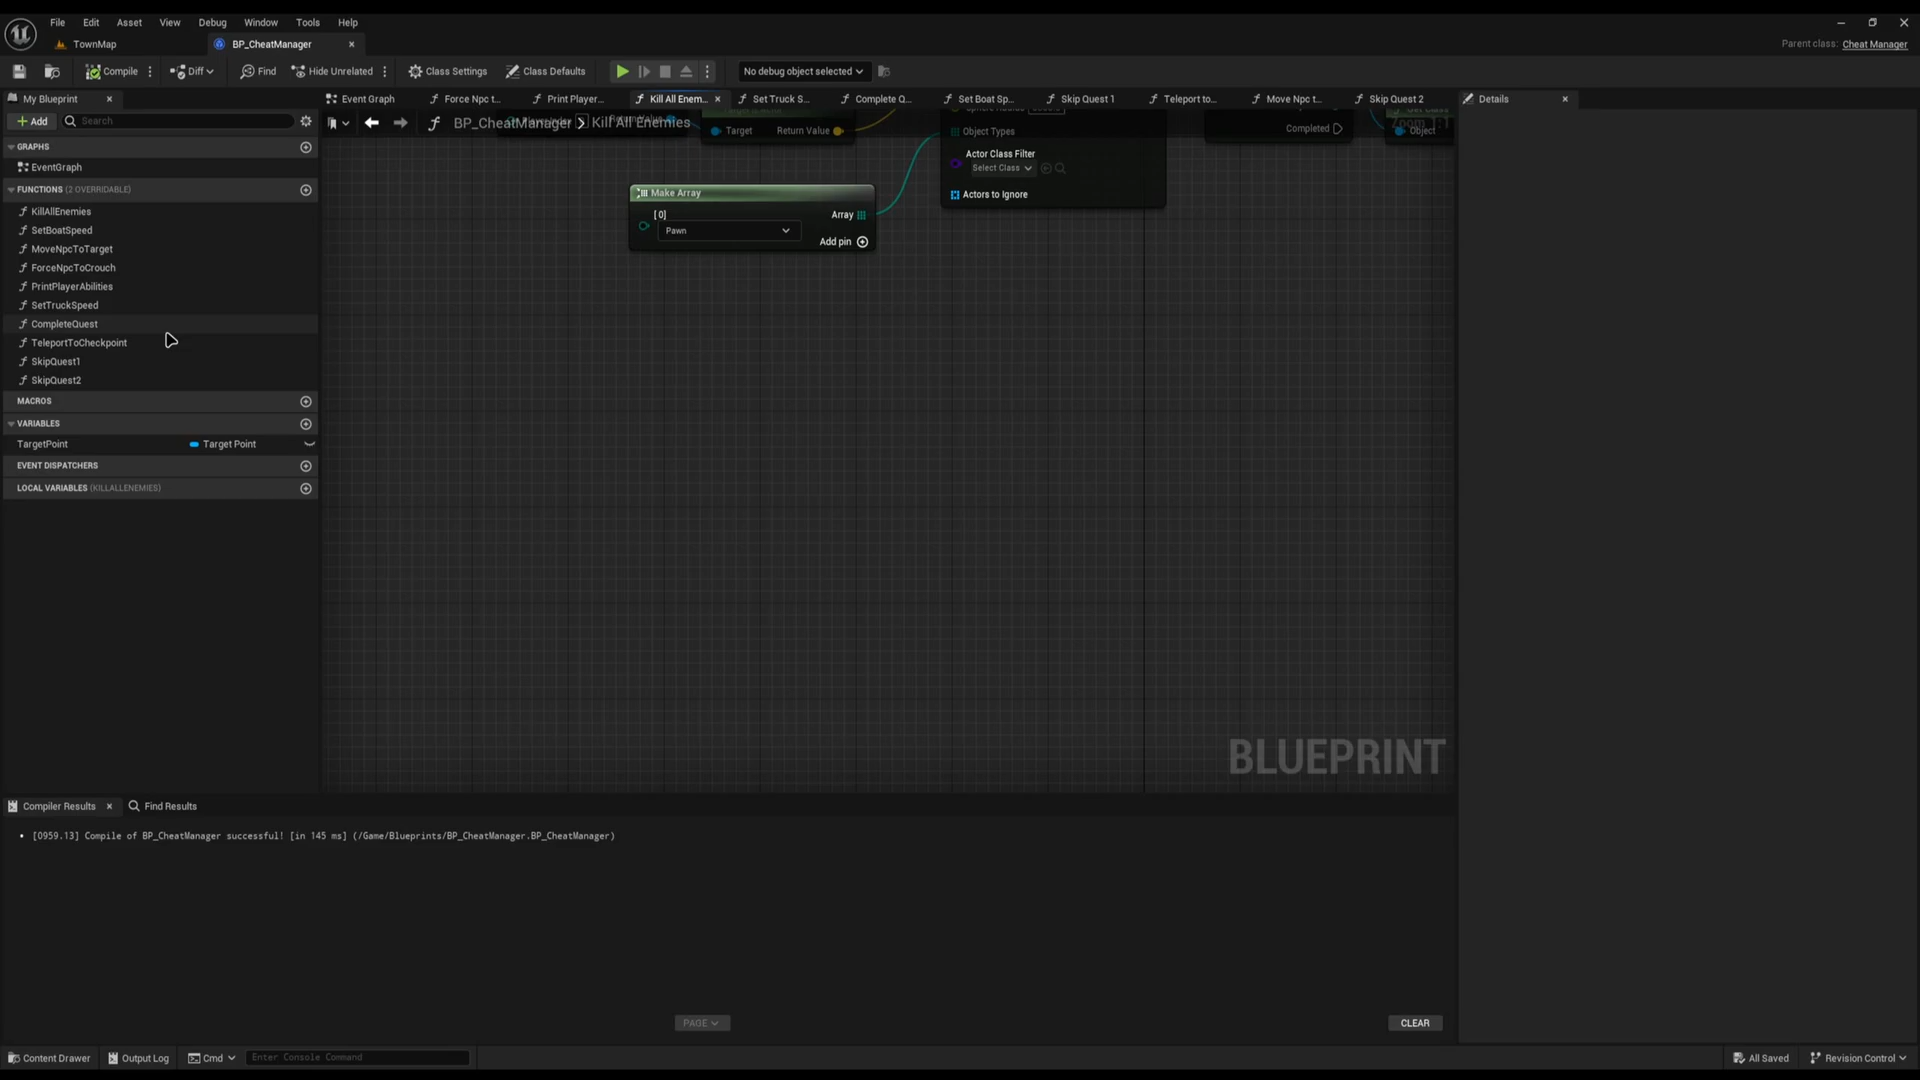 File Edit Asset View Debug Window Tools Help
TownMap
BP_CheatManager
Parent class: Cheat Manager
Compile
Diff
Find
Hide Unrelated
Class Settings
Class Defaults
No debug object selected
My Blueprint
Event Graph
Force Npc t...
Print Player...
Kill All Enem...
Set Truck S...
Complete Q...
Set Boat Sp...
Skip Quest 1
Teleport to...
Move Npc t...
Skip Quest 2
Details
Add
Search
BP_CheatManager
Kill All Enemies
Target
Return Value
Object Types
Completed
Object
GRAPHS
EventGraph
FUNCTIONS (2 OVERRIDABLE)
KillAllEnemies
SetBoatSpeed
MoveNpcToTarget
ForceNpcToCrouch
PrintPlayerAbilities
SetTruckSpeed
CompleteQuest
TeleportToCheckpoint
SkipQuest1
SkipQuest2
MACROS
VARIABLES
TargetPoint
Target Point
EVENT DISPATCHERS
LOCAL VARIABLES (KILLALLENEMIES)
Actor Class Filter
Select Class
Actors to Ignore
Make Array
[0]
Array
Pawn
Add pin
BLUEPRINT
Compiler Results
Find Results
[0959.13] Compile of BP_CheatManager successful! [in 145 ms] (/Game/Blueprints/BP_CheatManager.BP_CheatManager)
PAGE
CLEAR
Content Drawer
Output Log
Cmd
Enter Console Command
All Saved
Revision Control